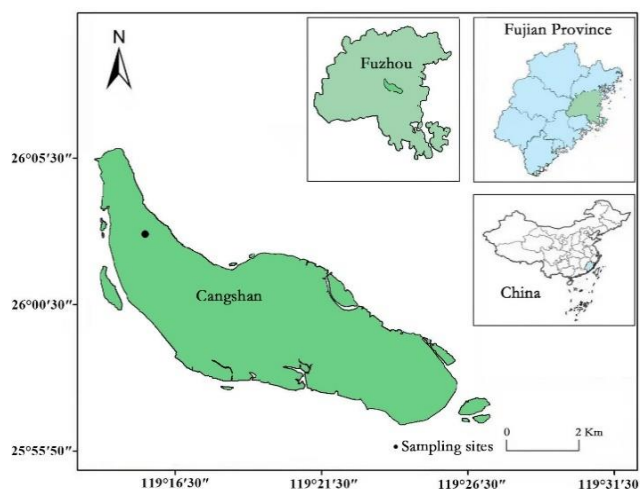 N
Fuzhou
Fujian Province
26°05′30″
Cangshan
China
26°00′30″
0 2 Km
Sampling sites
25°55′50″
119°16′30″ 119°21′30″ 119°26′30″ 119°31′30″